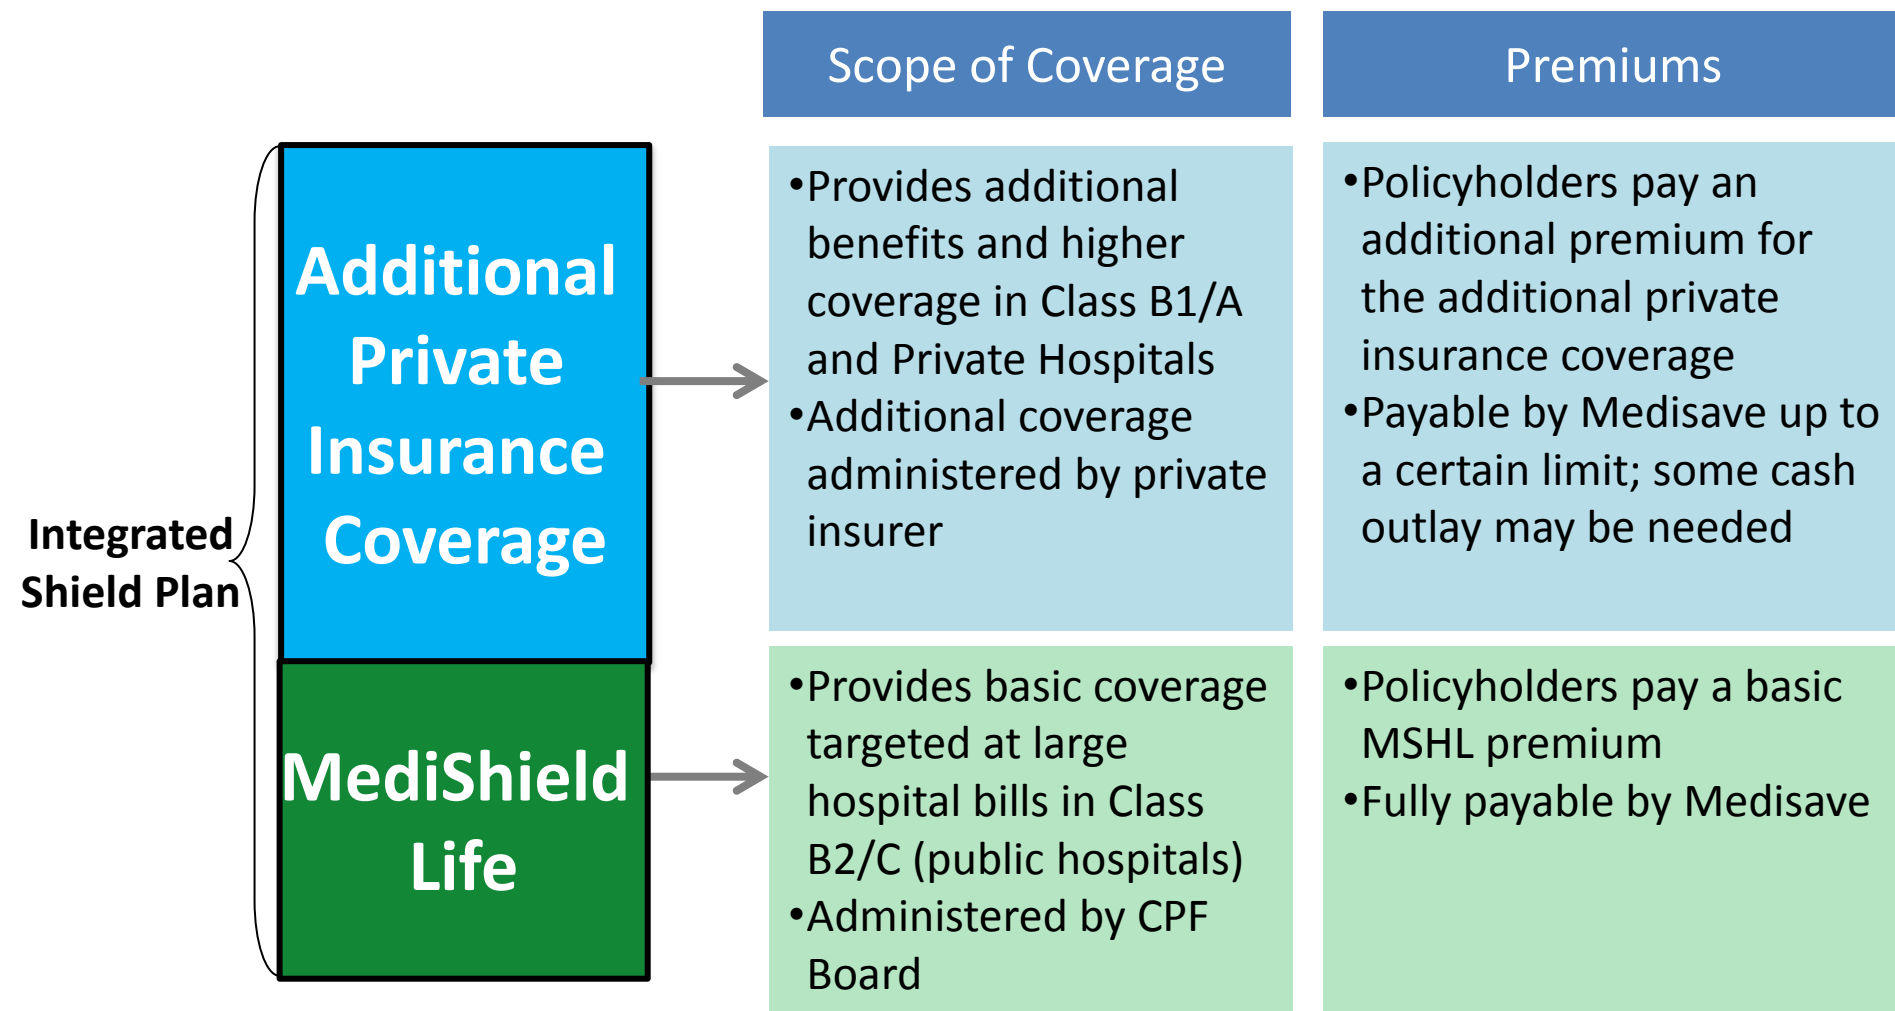 Scope of Coverage
Premiums
Integrated
Shield Plan
Additional
Private
Insurance
Coverage
•Provides additional
benefits and higher
coverage in Class B1/A
and Private Hospitals
•Additional coverage
administered by private
insurer
•Policyholders pay an
additional premium for
the additional private
insurance coverage
•Payable by Medisave up to
a certain limit; some cash
outlay may be needed
MediShield
Life
•Provides basic coverage
targeted at large
hospital bills in Class
B2/C (public hospitals)
•Administered by CPF
Board
•Policyholders pay a basic
MSHL premium
•Fully payable by Medisave